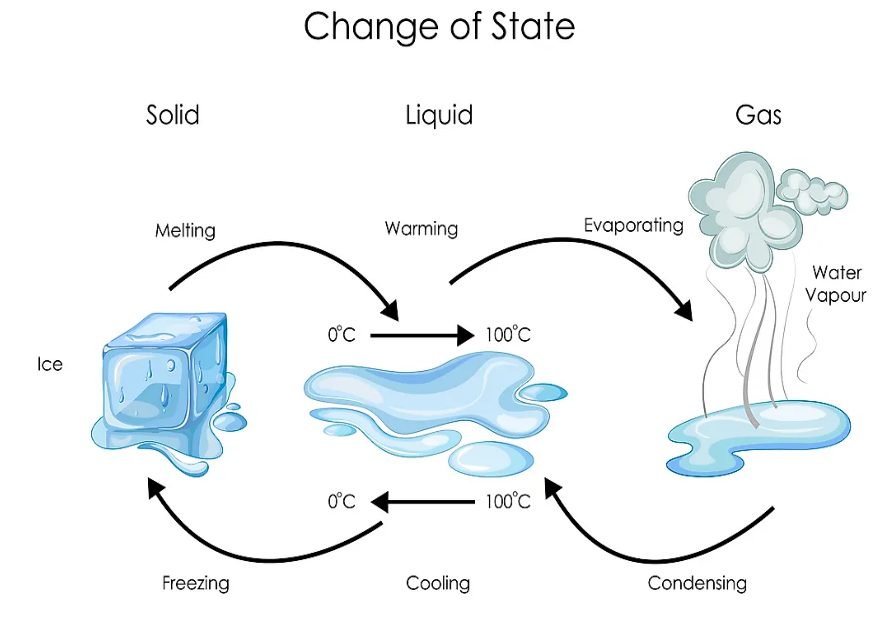 Change of State
Solid
Liquid
Gas
Melting
Warming
Evaporating
Water
Vapour
0°C
100°C
Ice
0°C
100°C
Freezing
Cooling
Condensing